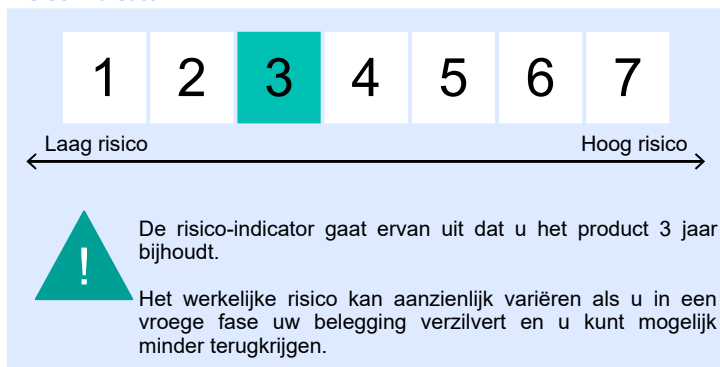 1 2 3 4 5 6 7
Laag risico Hoog risico
De risico-indicator gaat ervan uit dat u het product 3 jaar
bijhoudt.
!
Het werkelijke risico kan aanzienlijk variëren als u in een
vroege fase uw belegging verzilvert en u kunt mogelijk
minder terugkrijgen.